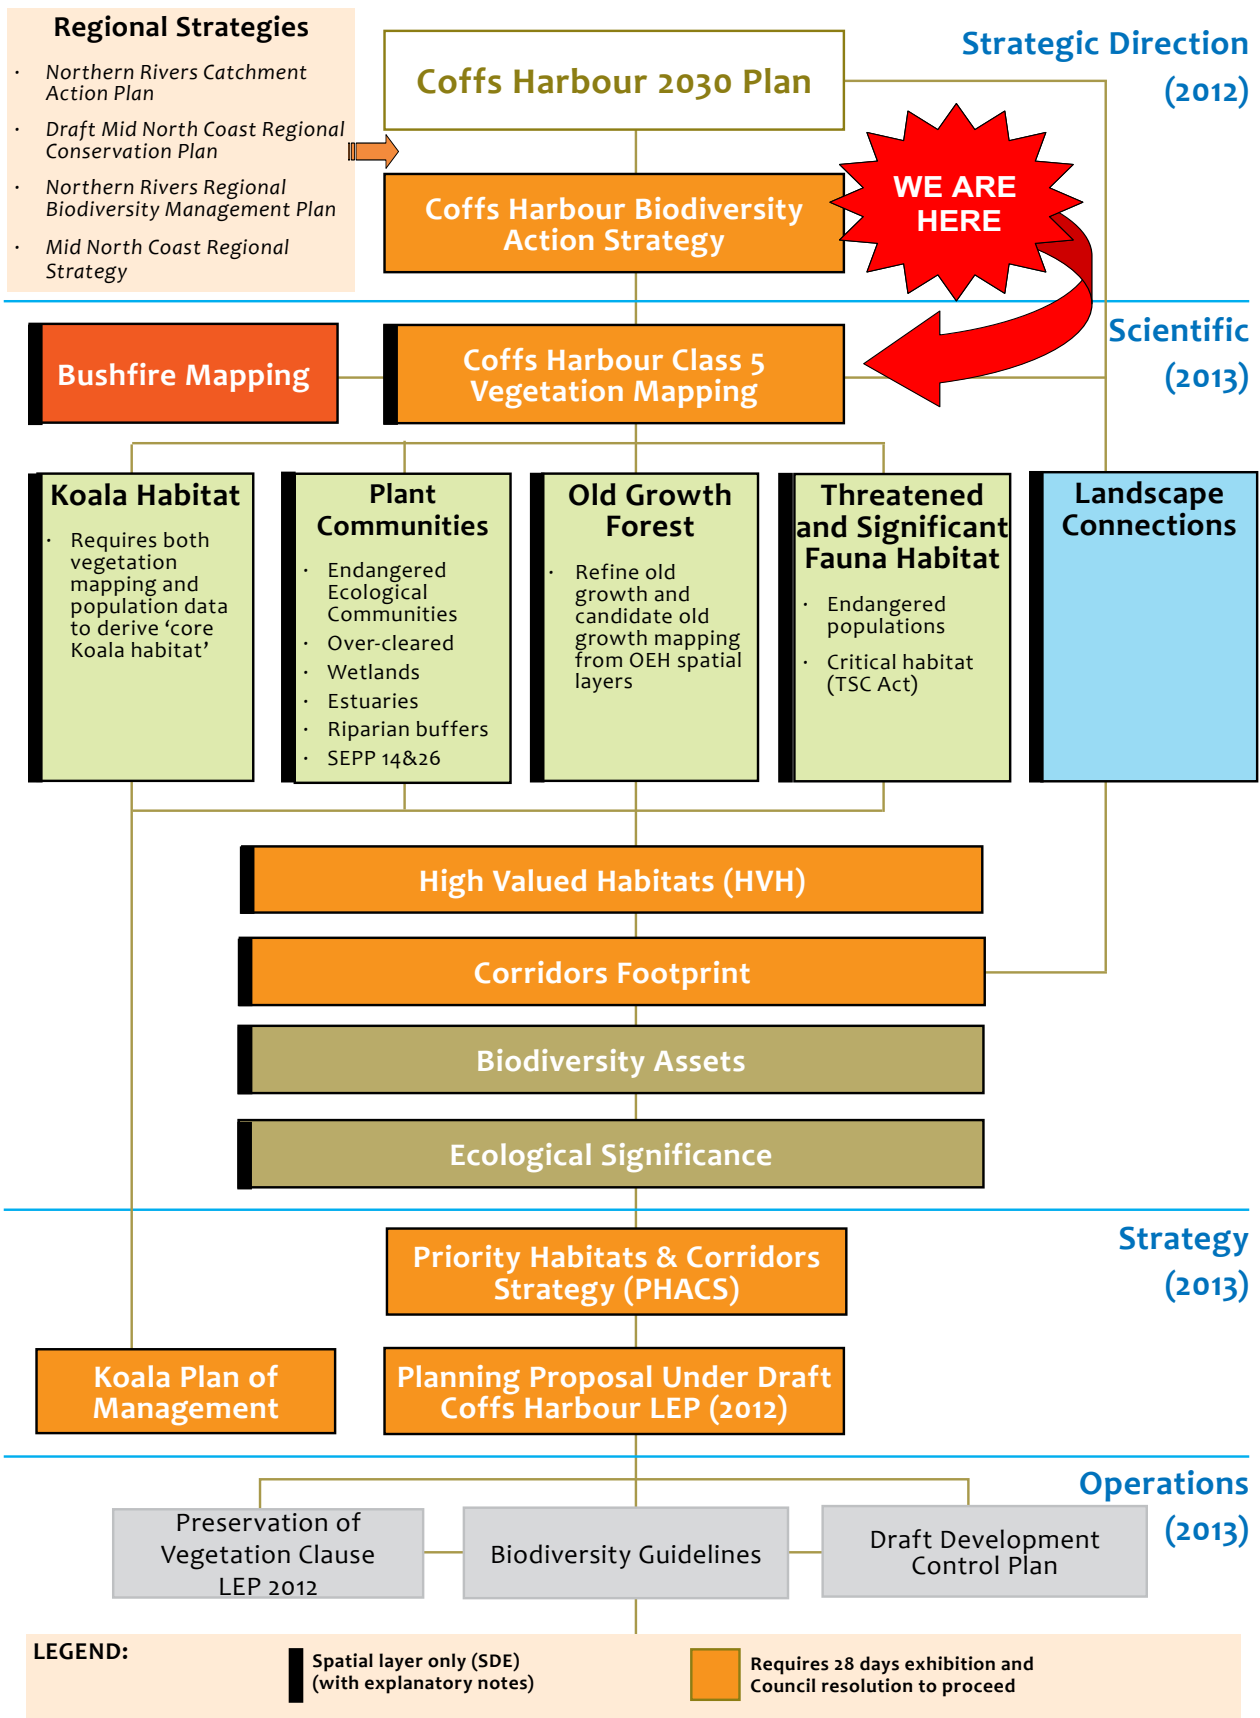 Regional Strategies
· Northern Rivers Catchment
Action Plan
· Draft Mid North Coast Regional
Conservation Plan
· Northern Rivers Regional
Biodiversity Management Plan
· Mid North Coast Regional
Strategy
Coffs Harbour 2030 Plan
Strategic Direction
(2012)
Coffs Harbour Biodiversity
Action Strategy
WE ARE
HERE
Scientific
(2013)
Bushfire Mapping
Coffs Harbour Class 5
Vegetation Mapping
Koala Habitat
· Requires both
vegetation
mapping and
population data
to derive ‘core
Koala habitat’
Plant
Communities
· Endangered
Ecological
Communities
· Over-cleared
· Wetlands
· Estuaries
· Riparian buffers
· SEPP 14&26
Old Growth
Forest
· Refine old
growth and
candidate old
growth mapping
from OEH spatial
layers
Threatened
and Significant
Fauna Habitat
· Endangered
populations
· Critical habitat
(TSC Act)
Landscape
Connections
High Valued Habitats (HVH)
Corridors Footprint
Biodiversity Assets
Ecological Significance
Strategy
(2013)
Priority Habitats & Corridors
Strategy (PHACS)
Koala Plan of
Management
Planning Proposal Under Draft
Coffs Harbour LEP (2012)
Operations
(2013)
Preservation of
Vegetation Clause
LEP 2012
Biodiversity Guidelines
Draft Development
Control Plan
LEGEND:
Spatial layer only (SDE)
(with explanatory notes)
Requires 28 days exhibition and
Council resolution to proceed